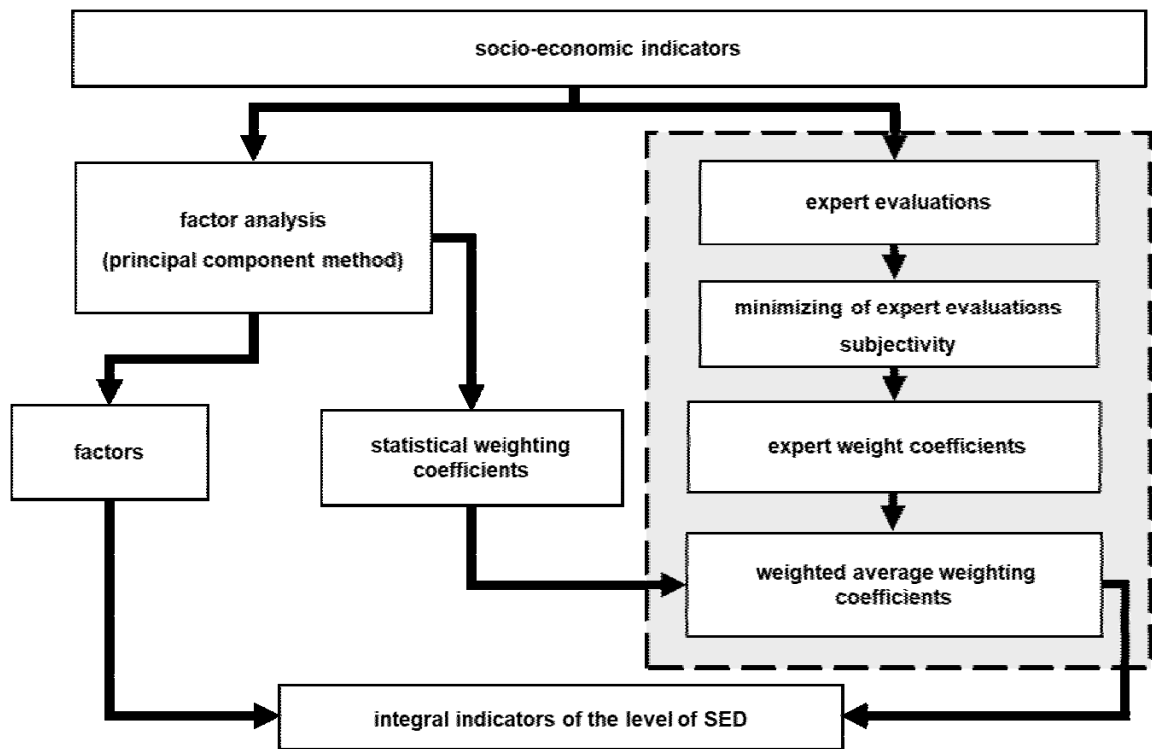 socio-economic indicators
factor analysis
(principal component method)
expert evaluations
minimizing of expert evaluations
subjectivity
factors
statistical weighting
coefficients
expert weight coefficients
weighted average weighting
coefficients
integral indicators of the level of SED